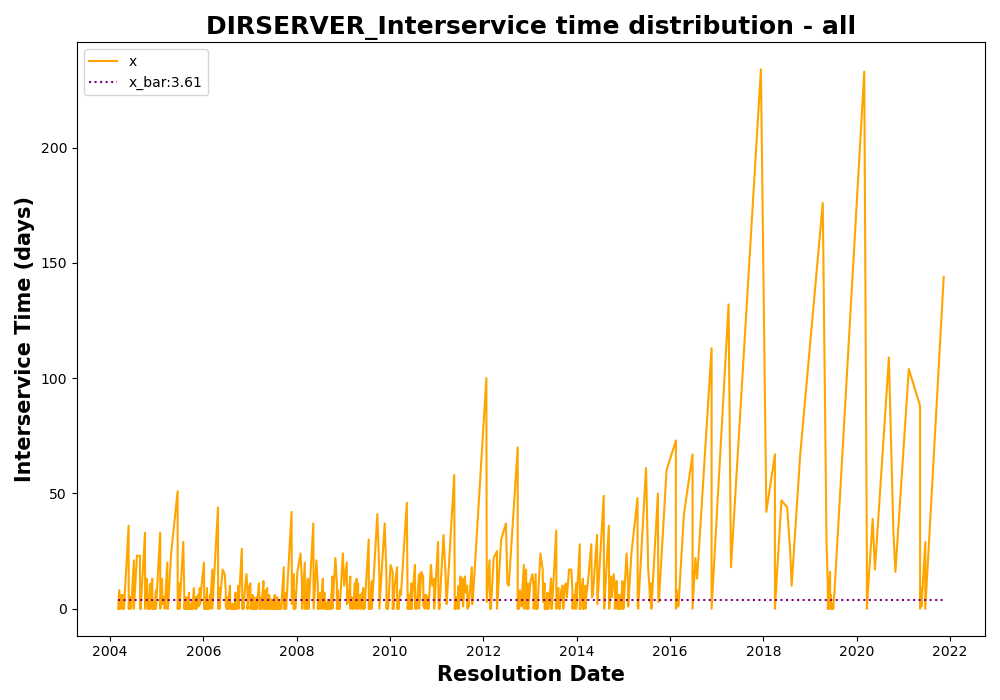 DIRSERVER_Interservice time distribution - all
x
x_bar:3.61
Interservice Time (days)
200
150
100
50
0
2004 2006 2008 2010 2012 2014 2016 2018 2020 2022
Resolution Date